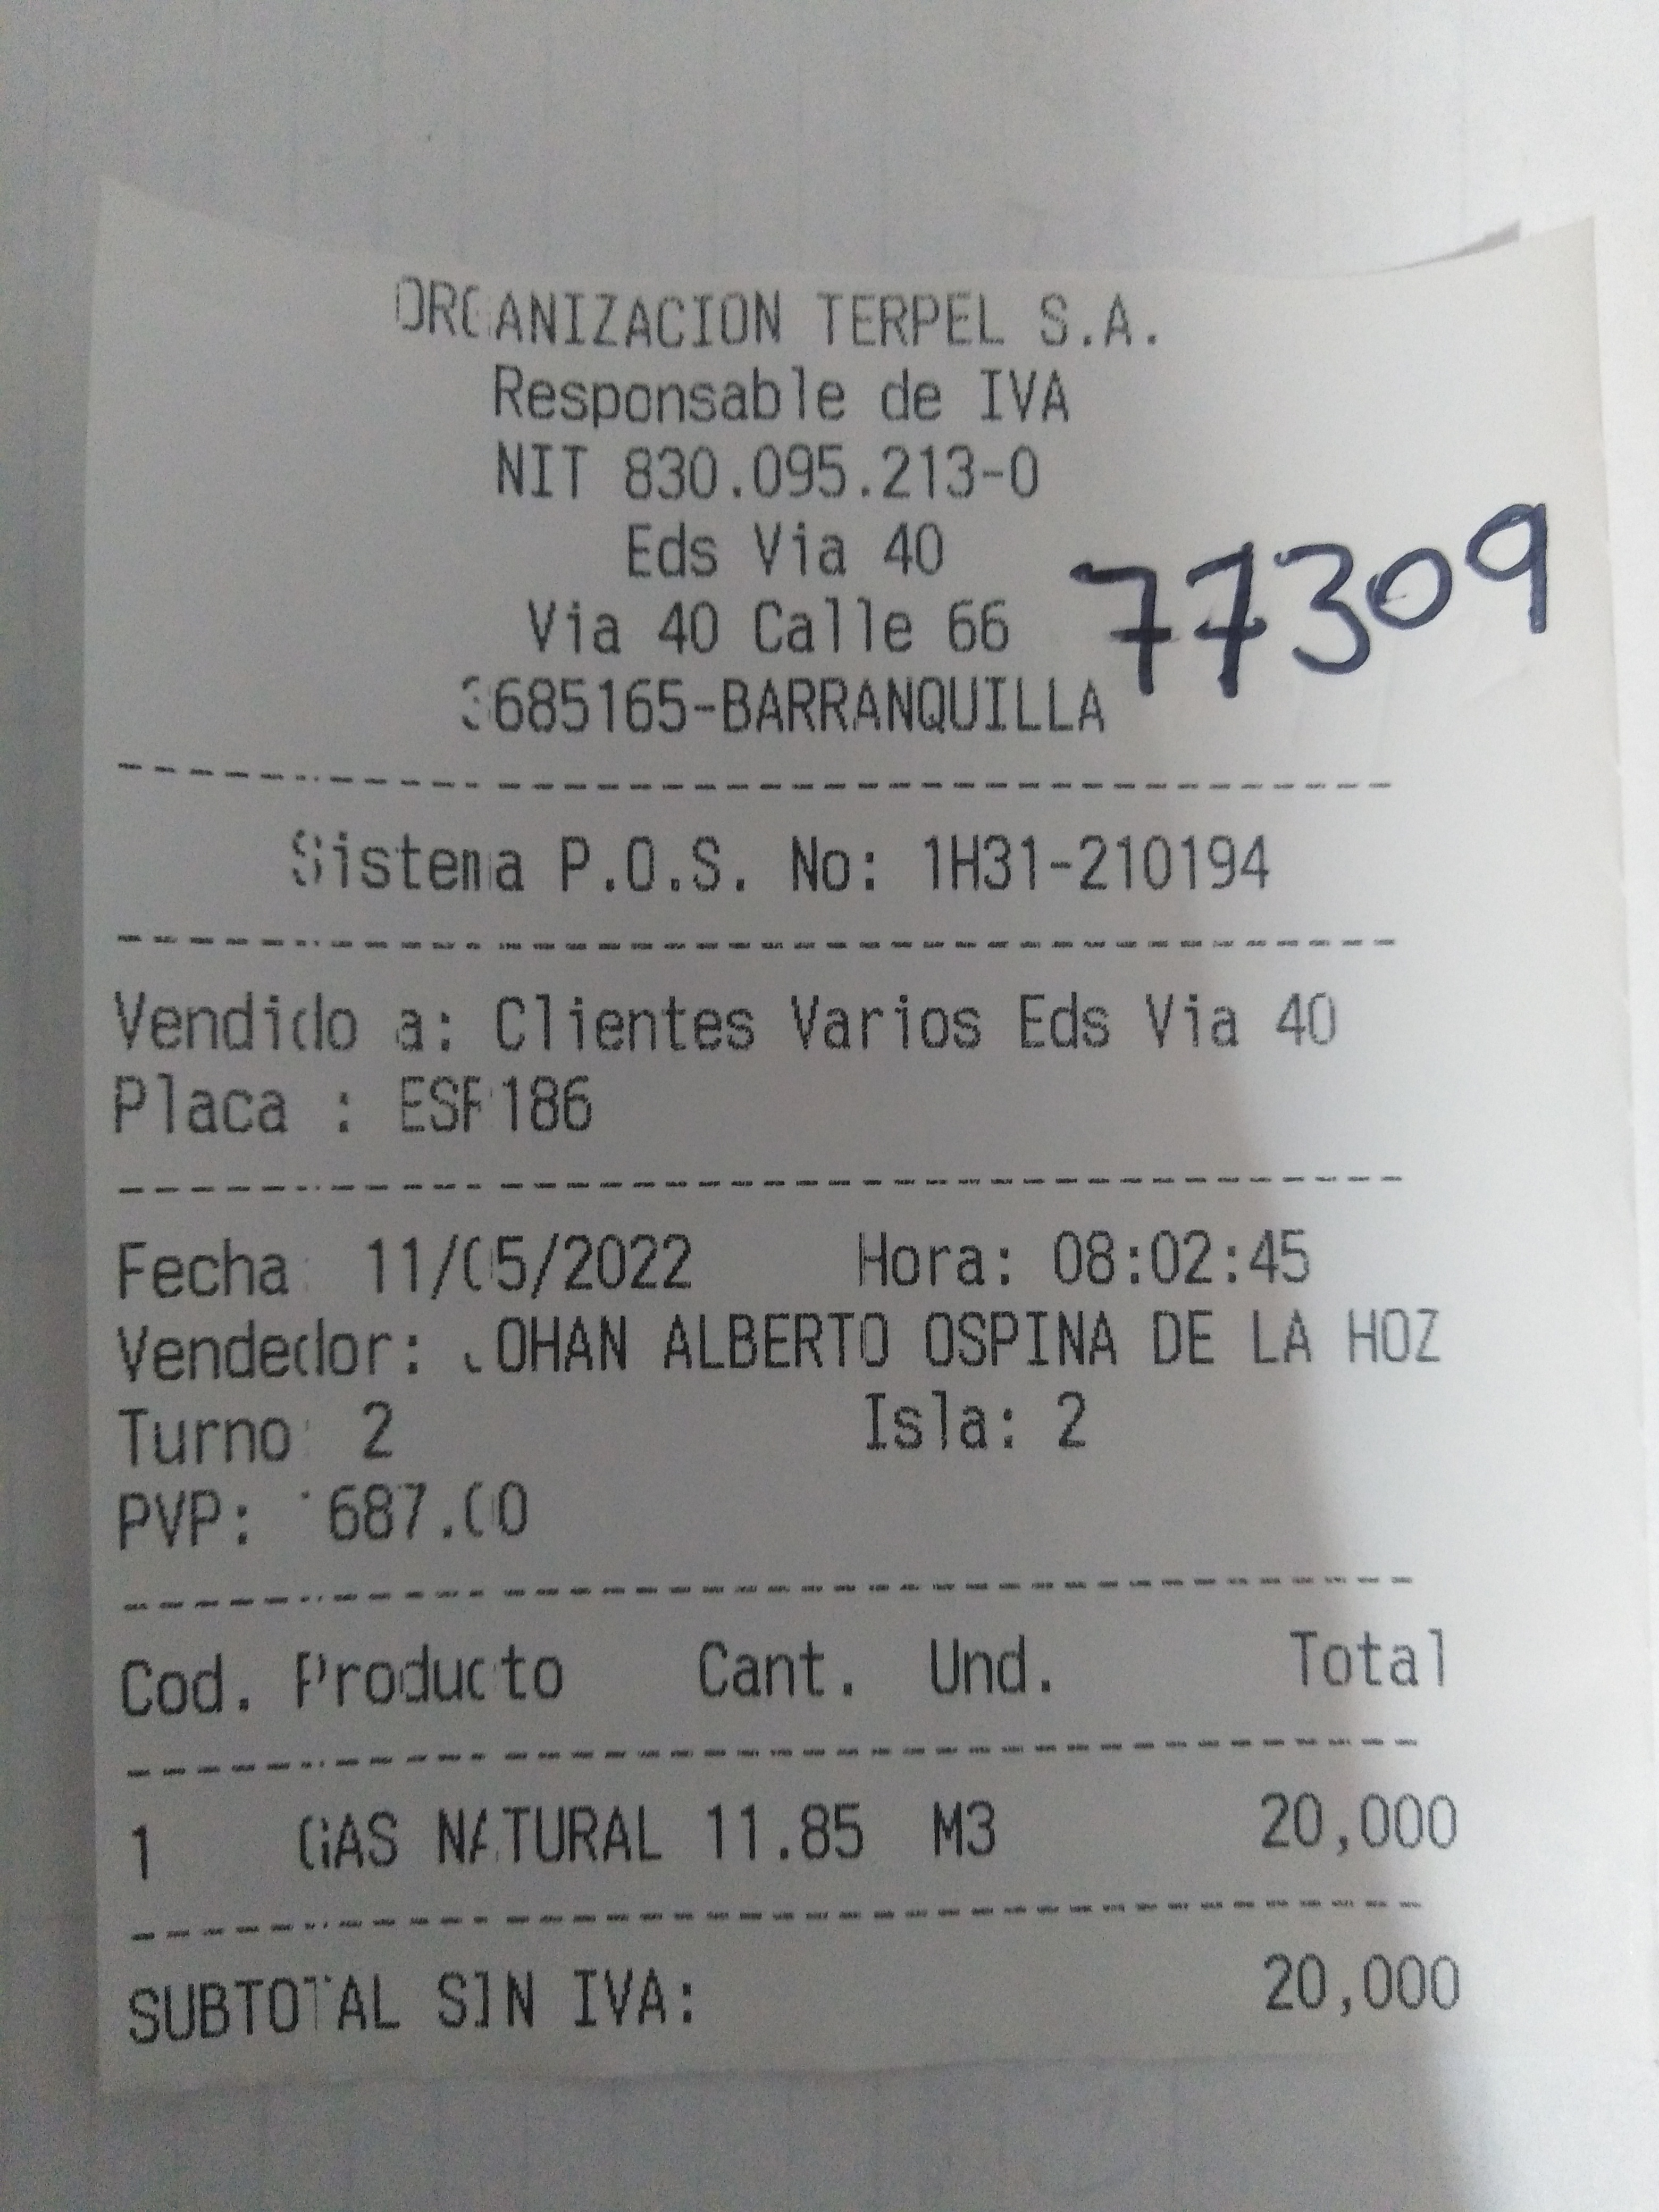 ORGANIZACION TERPEL S.A.
Responsable de IVA
NIT 830.095.213-0
Eds Via 40
77309
Via 40 Calle 66
3685165-BARRANQUILLA
Sistema P.O.S. No: 1H31-210194
Vendido a: Clientes Varios Eds Via 40
Placa :
Fecha: 11/05/2022 Hora: 08:02:45
Vendedor: JOHAN ALBERTO OSPINA DE LA HOZ
Turno: 2 Isla: 2
PVP: 1687.00
Cod. Producto Cant. Und. Total
1 GAS NATURAL 11.85 M3 20,000
SUBTOTAL SIN IVA: 20,000